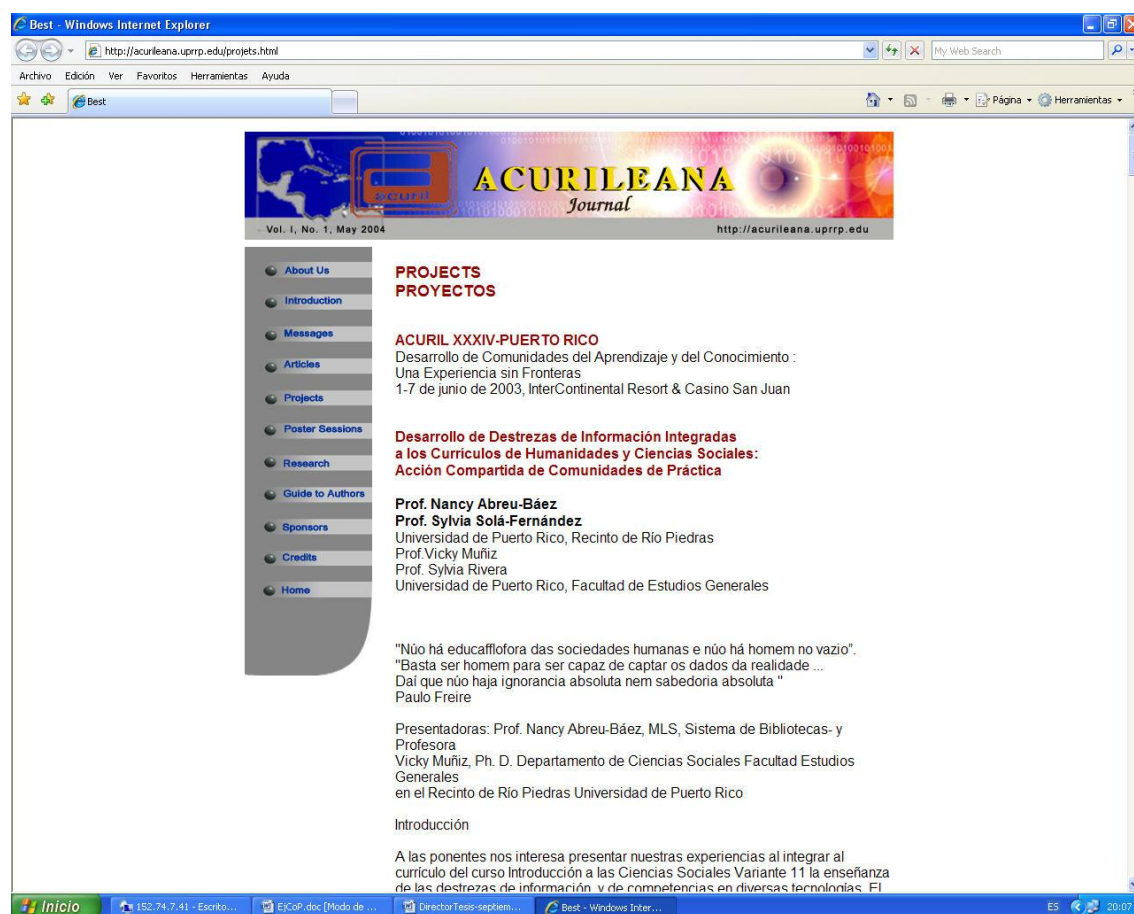 Best - Windows Internet Explorer
http://acurileana.uprrp.edu/projets.html
My Web Search
Archivo Edición Ver Favoritos Herramientas Ayuda
Best
Página Herramientas
acuril
ACURILEANA
Journal
Vol. I, No. 1, May 2004
http://acurileana.uprrp.edu
About Us
Introduction
Messages
Articles
Projects
Poster Sessions
Research
Guide to Authors
Sponsors
Credits
Home
PROJECTS
PROYECTOS
ACURIL XXXIV-PUERTO RICO
Desarrollo de Comunidades del Aprendizaje y del Conocimiento :
Una Experiencia sin Fronteras
1-7 de junio de 2003, InterContinental Resort & Casino San Juan
Desarrollo de Destrezas de Información Integradas
a los Currículos de Humanidades y Ciencias Sociales:
Acción Compartida de Comunidades de Práctica
Prof. Nancy Abreu-Báez
Prof. Sylvia Solá-Fernández
Universidad de Puerto Rico, Recinto de Río Piedras
Prof.Vicky Muñiz
Prof. Sylvia Rivera
Universidad de Puerto Rico, Facultad de Estudios Generales
"Núo há educafflofora das sociedades humanas e núo há homem no vazio".
"Basta ser homem para ser capaz de captar os dados da realidade ...
Daí que núo haja ignorancia absoluta nem sabedoria absoluta "
Paulo Freire
Presentadoras: Prof. Nancy Abreu-Báez, MLS, Sistema de Bibliotecas- y
Profesora
Vicky Muñiz, Ph. D. Departamento de Ciencias Sociales Facultad Estudios
Generales
en el Recinto de Río Piedras Universidad de Puerto Rico
Introducción
A las ponentes nos interesa presentar nuestras experiencias al integrar al
currículo del curso Introducción a las Ciencias Sociales Variante 11 la enseñanza
de las destrezas de información, y de competencias en diversas tecnologías. El
Inicio
152.74.7.41 - Escrito...
EjCoP.doc [Modo de ...
DirectorTesis-septiem...
Best - Windows Inter...
ES
20:07